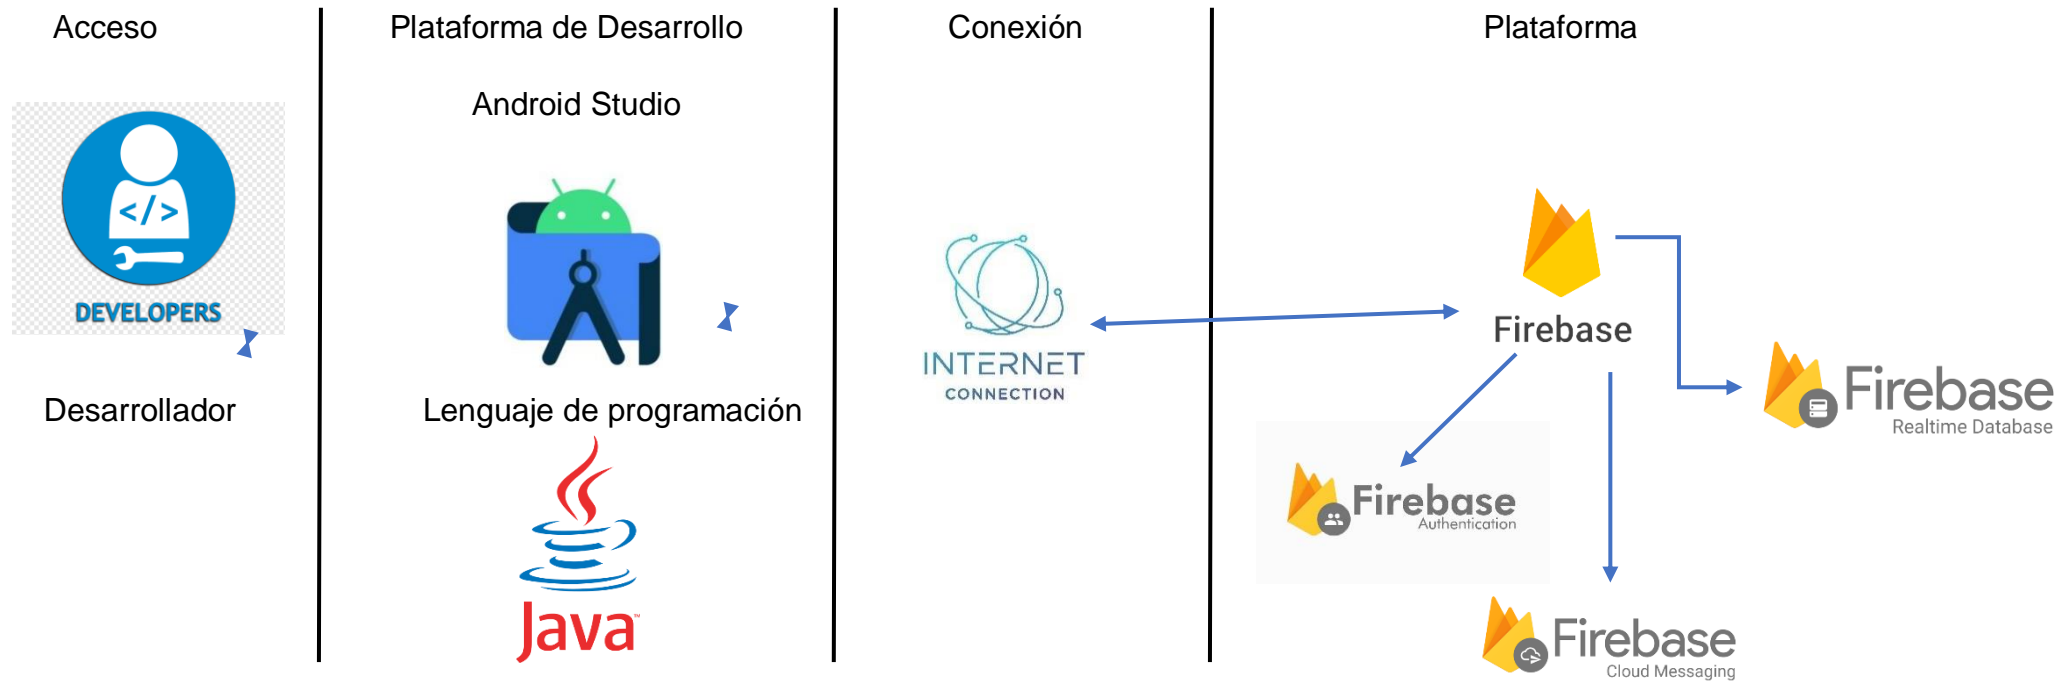 Acceso
Plataforma de Desarrollo
Conexión
Plataforma
Android Studio
</>
DEVELOPERS
Desarrollador
Lenguaje de programación
Java™
INTERNET
CONNECTION
Firebase
Firebase
Realtime Database
Firebase
Authentication
Firebase
Cloud Messaging